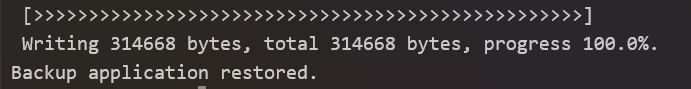 [>>>>>>>>>>>>>>>>>>>>>>>>>>>>>>>>>>>>>>>>>>>>>>>>>>]
Writing 314668 bytes, total 314668 bytes, progress 100.0%.
Backup application restored.